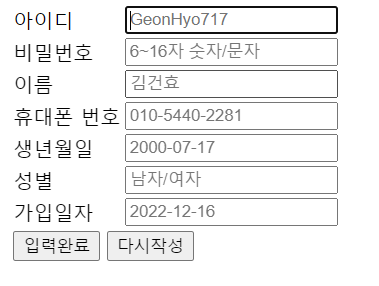 아이디 GeonHyo717
비밀번호 6~16자 숫자/문자
이름 김건효
휴대폰 번호 010-5440-2281
생년월일 2000-07-17
성별 남자/여자
가입일자 2022-12-16
입력완료 다시작성